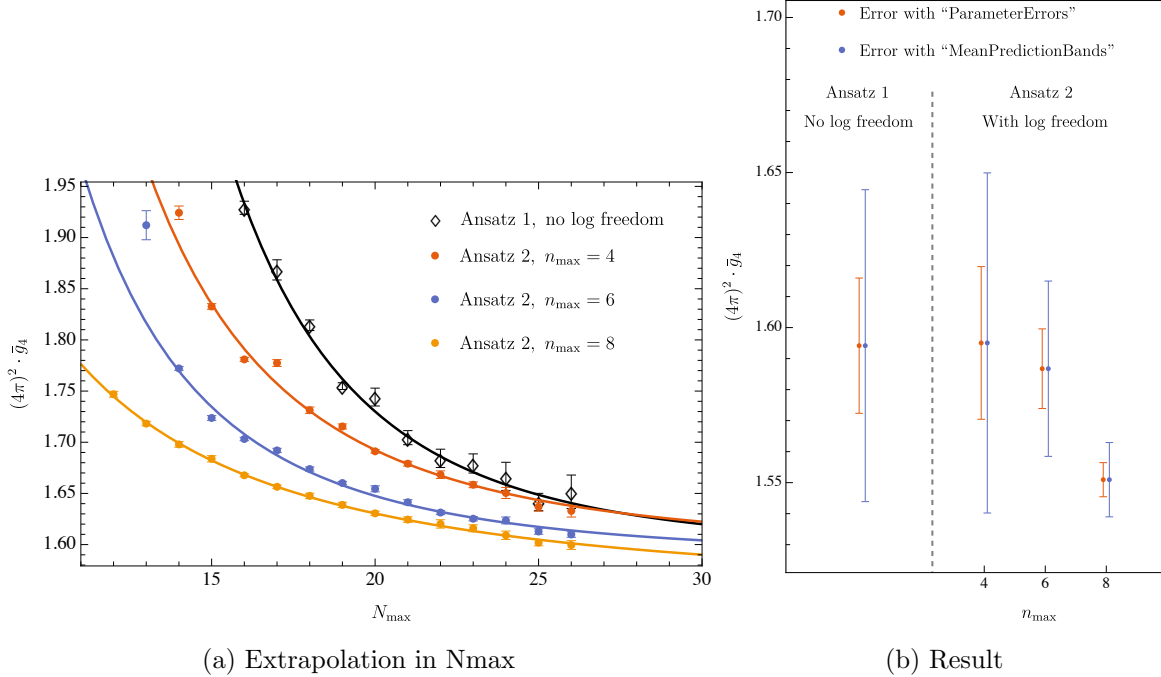 1.95
1.90
1.85
1.80
1.75
1.70
1.65
1.60
(4π)² · ḡ₄
15
20
25
30
N_max
Ansatz 1, no log freedom
Ansatz 2, n_max = 4
Ansatz 2, n_max = 6
Ansatz 2, n_max = 8
(a) Extrapolation in Nmax
1.70
1.65
1.60
1.55
(4π)² · ḡ₄
Error with “ParameterErrors”
Error with “MeanPredictionBands”
Ansatz 1
No log freedom
Ansatz 2
With log freedom
4
6
8
n_max
(b) Result